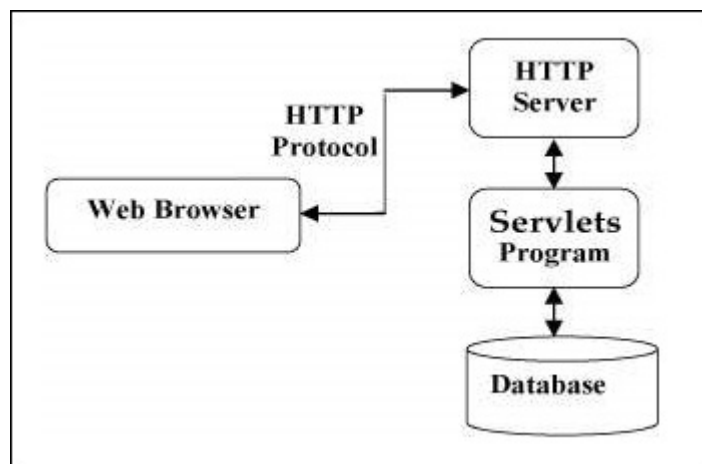 HTTP
Server
HTTP
Protocol
Web Browser
Servlets
Program
Database